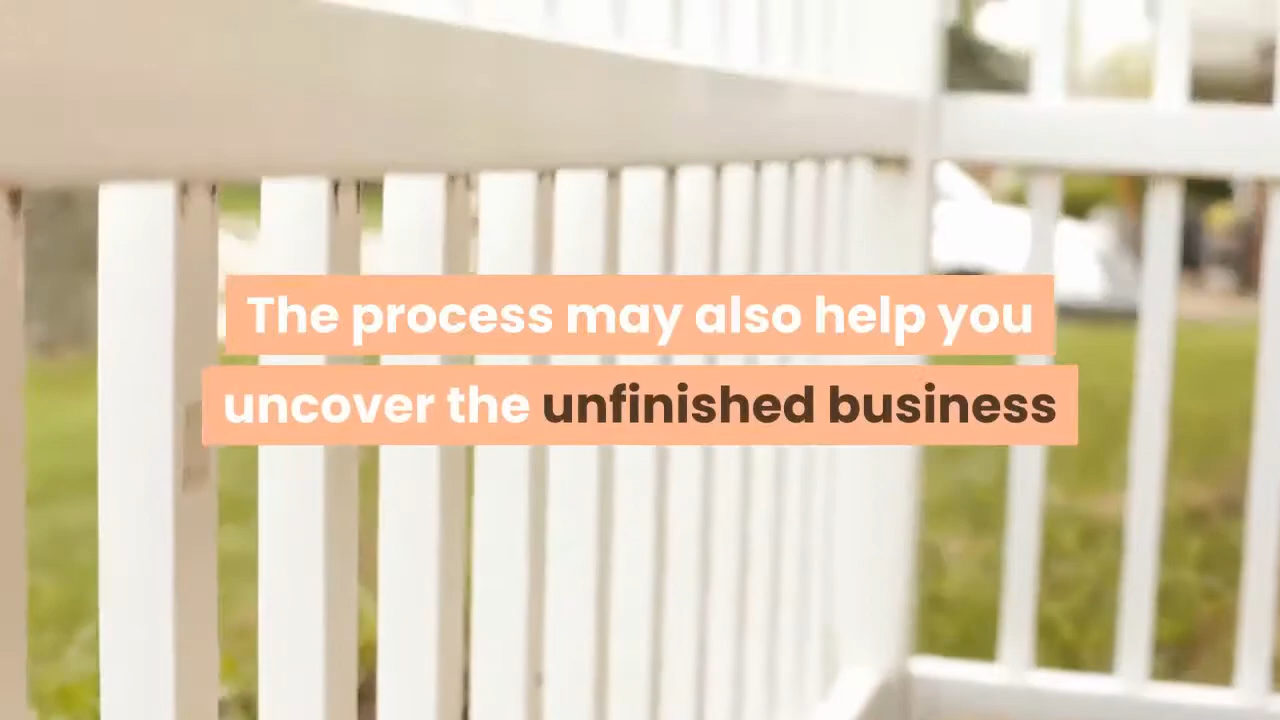 The process may also help you
uncover the unfinished business